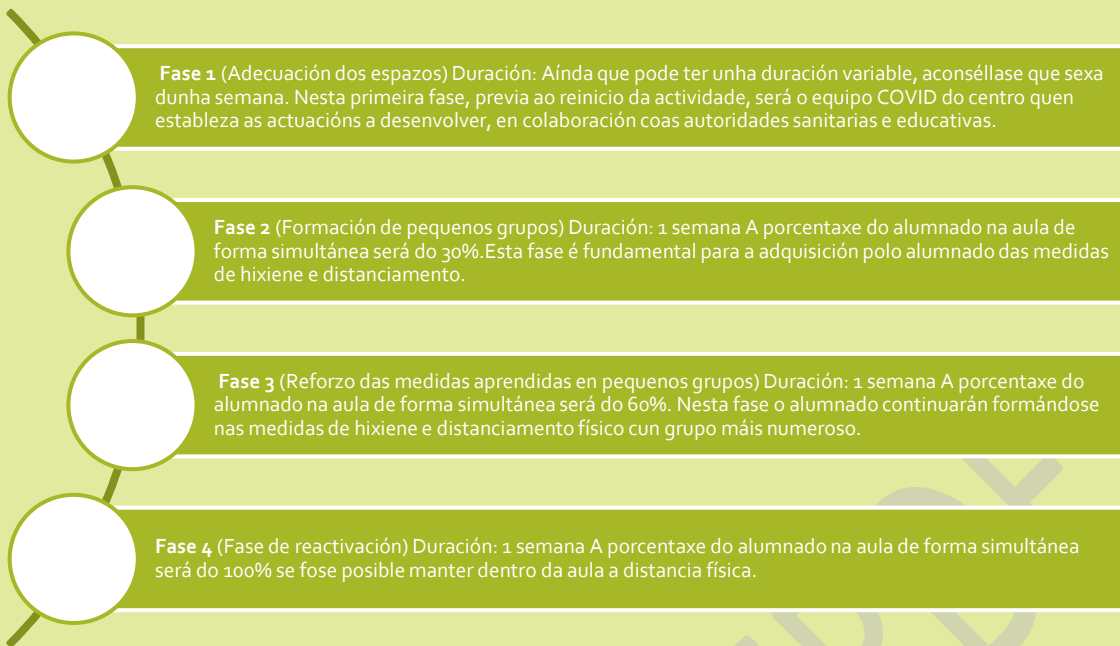 Fase 1 (Adecuación dos espazos) Duración: Aínda que pode ter unha duración variable, aconséllase que sexa
dunha semana. Nesta primeira fase, previa ao reinicio da actividade, será o equipo COVID do centro quen
estableza as actuacións a desenvolver, en colaboración coas autoridades sanitarias e educativas.
Fase 2 (Formación de pequenos grupos) Duración: 1 semana A porcentaxe do alumnado na aula de
forma simultánea será do 30%.Esta fase é fundamental para a adquisición polo alumnado das medidas
de hixiene e distanciamento.
Fase 3 (Reforzo das medidas aprendidas en pequenos grupos) Duración: 1 semana A porcentaxe do
alumnado na aula de forma simultánea será do 60%. Nesta fase o alumnado continuarán formándose
nas medidas de hixiene e distanciamento físico cun grupo máis numeroso.
Fase 4 (Fase de reactivación) Duración: 1 semana A porcentaxe do alumnado na aula de forma simultánea
será do 100% se fose posible manter dentro da aula a distancia física.